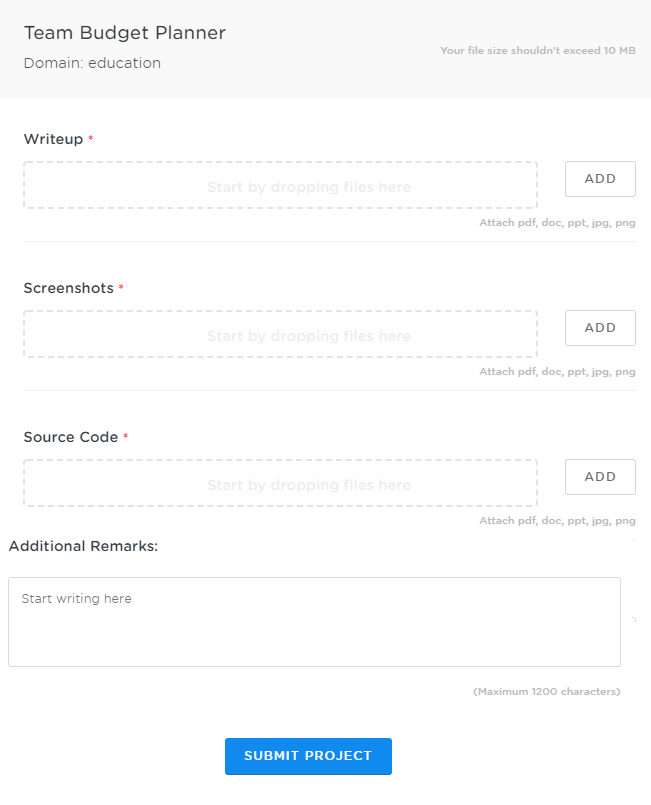 Team Budget Planner
Domain: education
Your file size shouldn't exceed 10 MB
Writeup *
Start by dropping files here
ADD
Attach pdf, doc, ppt, jpg, png
Screenshots *
Start by dropping files here
ADD
Attach pdf, doc, ppt, jpg, png
Source Code *
Start by dropping files here
ADD
Attach pdf, doc, ppt, jpg, png
Additional Remarks:
Start writing here
(Maximum 1200 characters)
SUBMIT PROJECT